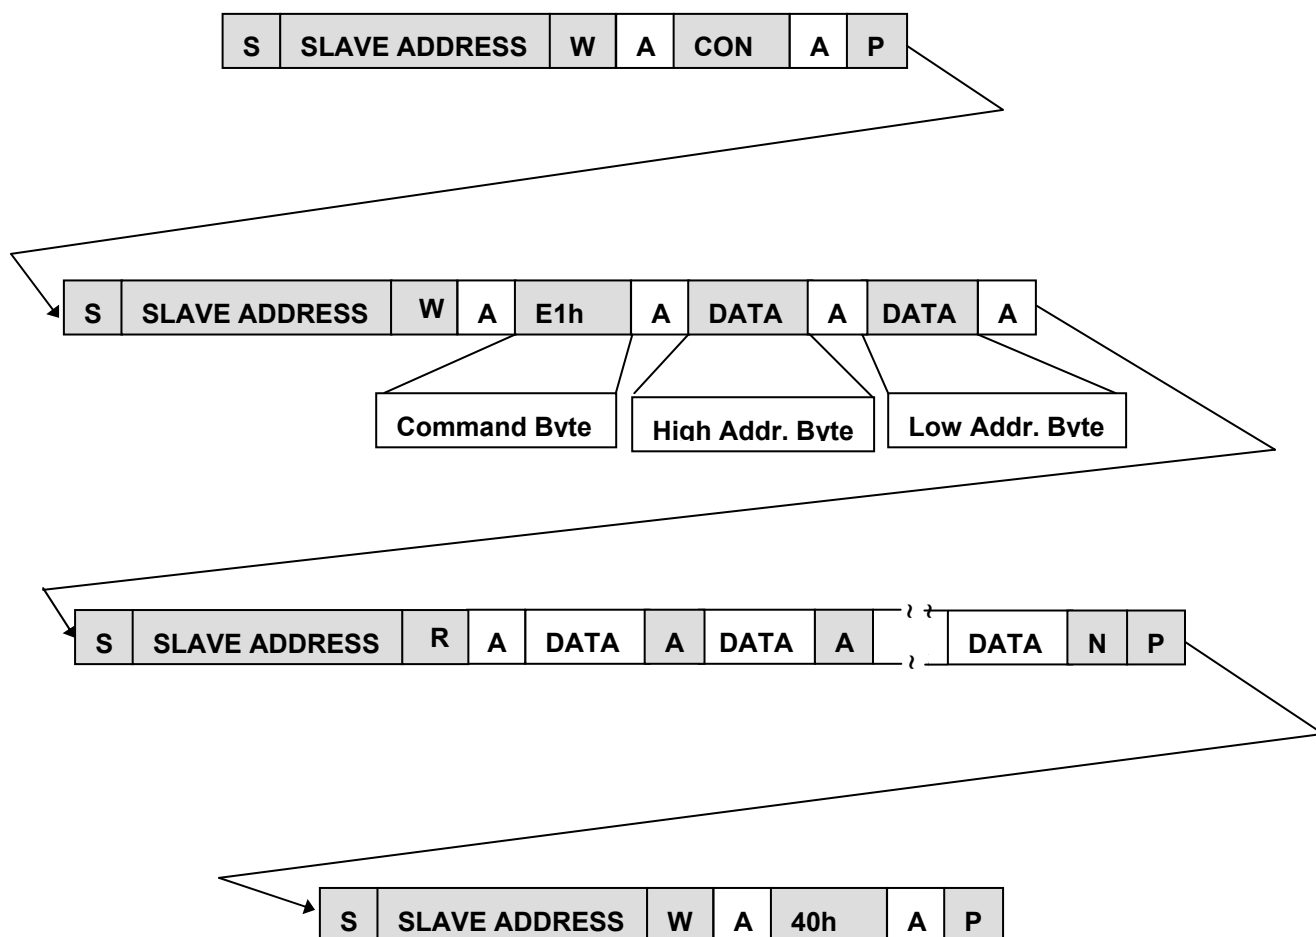 S SLAVE ADDRESS W A CON A P
S SLAVE ADDRESS W A E1h A DATA A DATA A
Command Byte High Addr. Byte Low Addr. Byte
S SLAVE ADDRESS R A DATA A DATA A ~ ~ ~ DATA N P
S SLAVE ADDRESS W A 40h A P